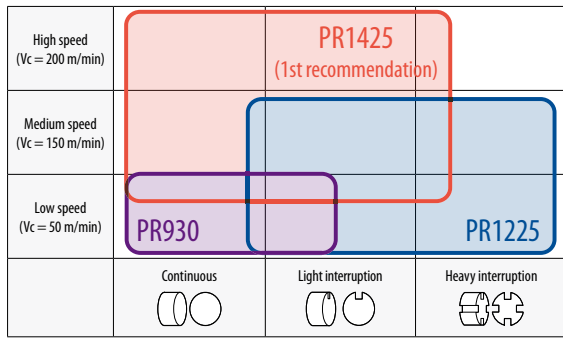 High speed
(Vc = 200 m/min)
PR1425
(1st recommendation)
Medium speed
(Vc = 150 m/min)
Low speed
(Vc = 50 m/min)
PR930
PR1225
Continuous
Light interruption
Heavy interruption